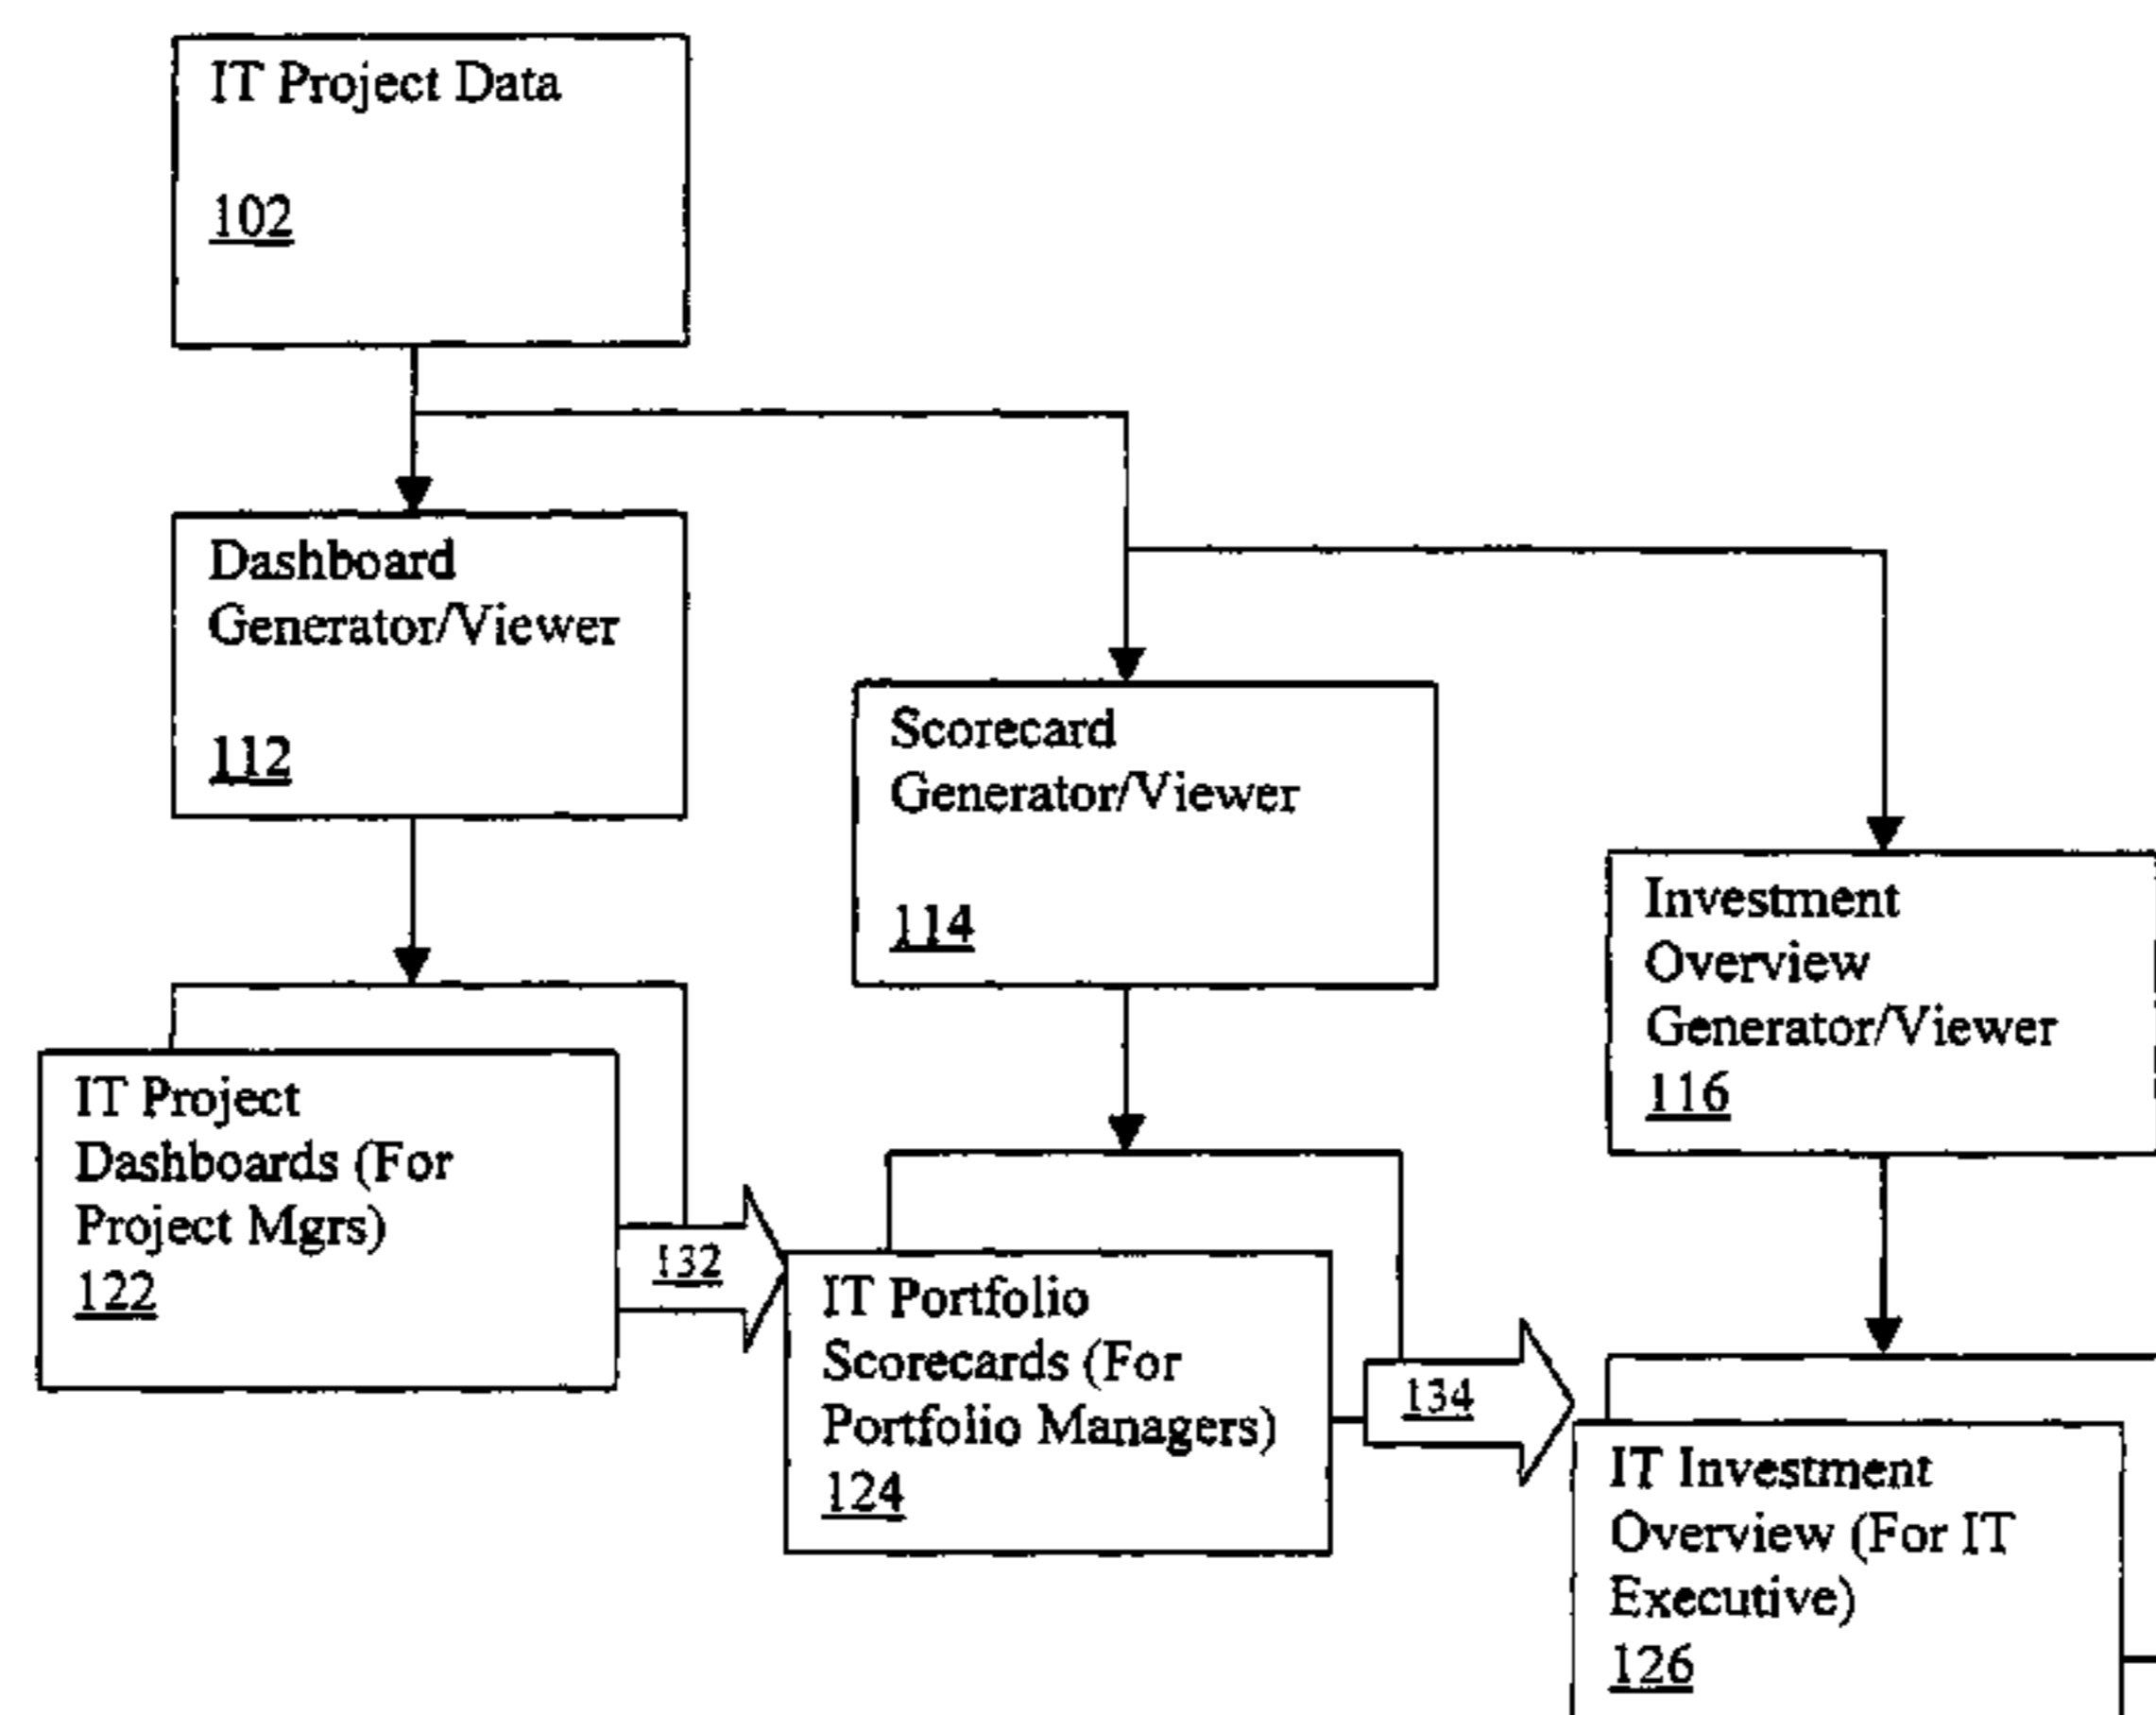 IT Project Data
102
Dashboard
Generator/Viewer
112
Scorecard
Generator/Viewer
114
Investment
Overview
Generator/Viewer
116
IT Project
Dashboards (For
Project Mgrs)
122
132
IT Portfolio
Scorecards (For
Portfolio Managers)
124
134
IT Investment
Overview (For IT
Executive)
126